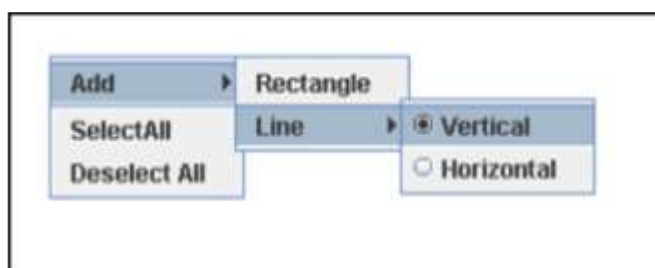 Add
SelectAll
Deselect All
Rectangle
Line
Vertical
Horizontal